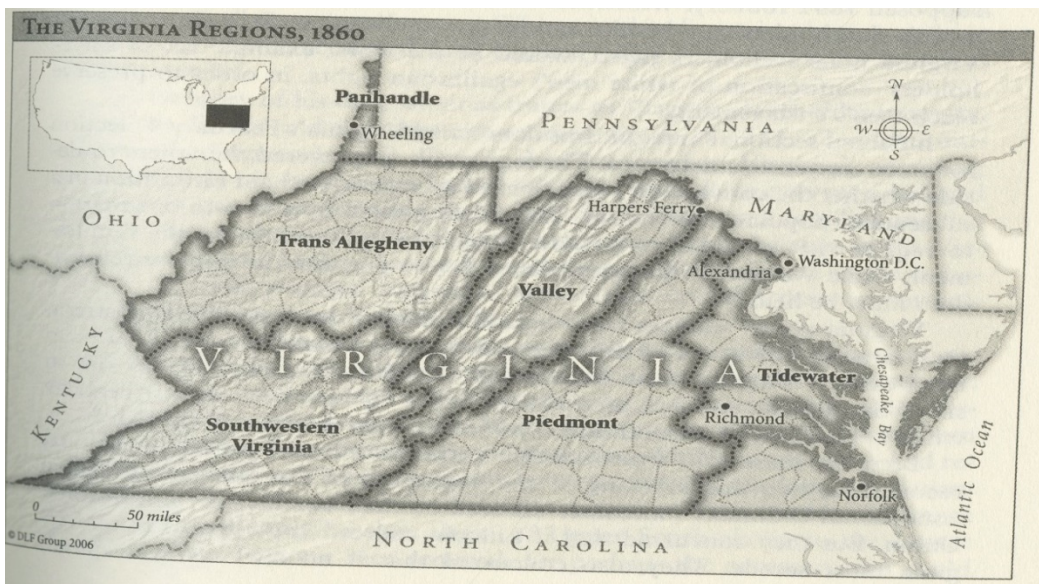 THE VIRGINIA REGIONS, 1860
Panhandle
Wheeling
PENNSYLVANIA
N
W
E
S
OHIO
Harpers Ferry
MARYLAND
Trans Allegheny
Washington D.C.
Alexandria
Valley
KENTUCKY
VIRGINIA
Chesapeake
Bay
Tidewater
Richmond
Southwestern
Virginia
Piedmont
Norfolk
Atlantic Ocean
0
50 miles
© DLF Group 2006
NORTH CAROLINA